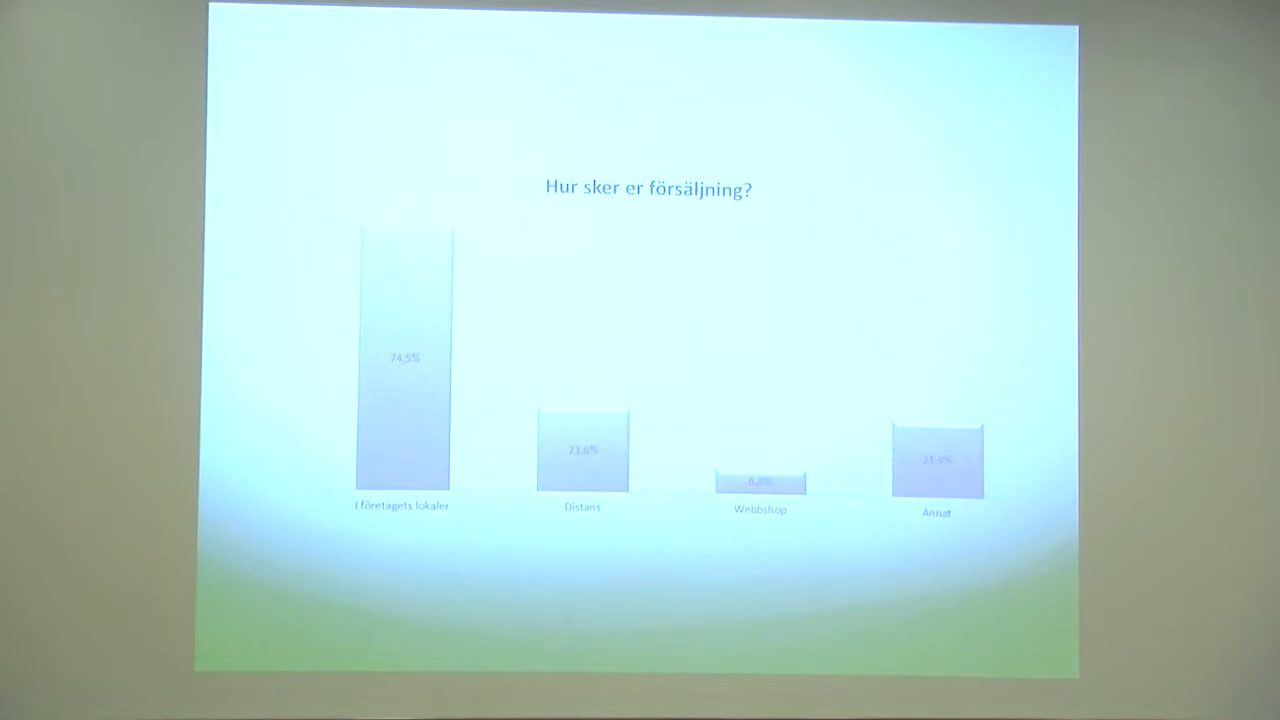 Hur sker er försäljning?
74,5%
23,6%
6,8%
21,4%
I företagets lokaler
Distans
Webbshop
Annat